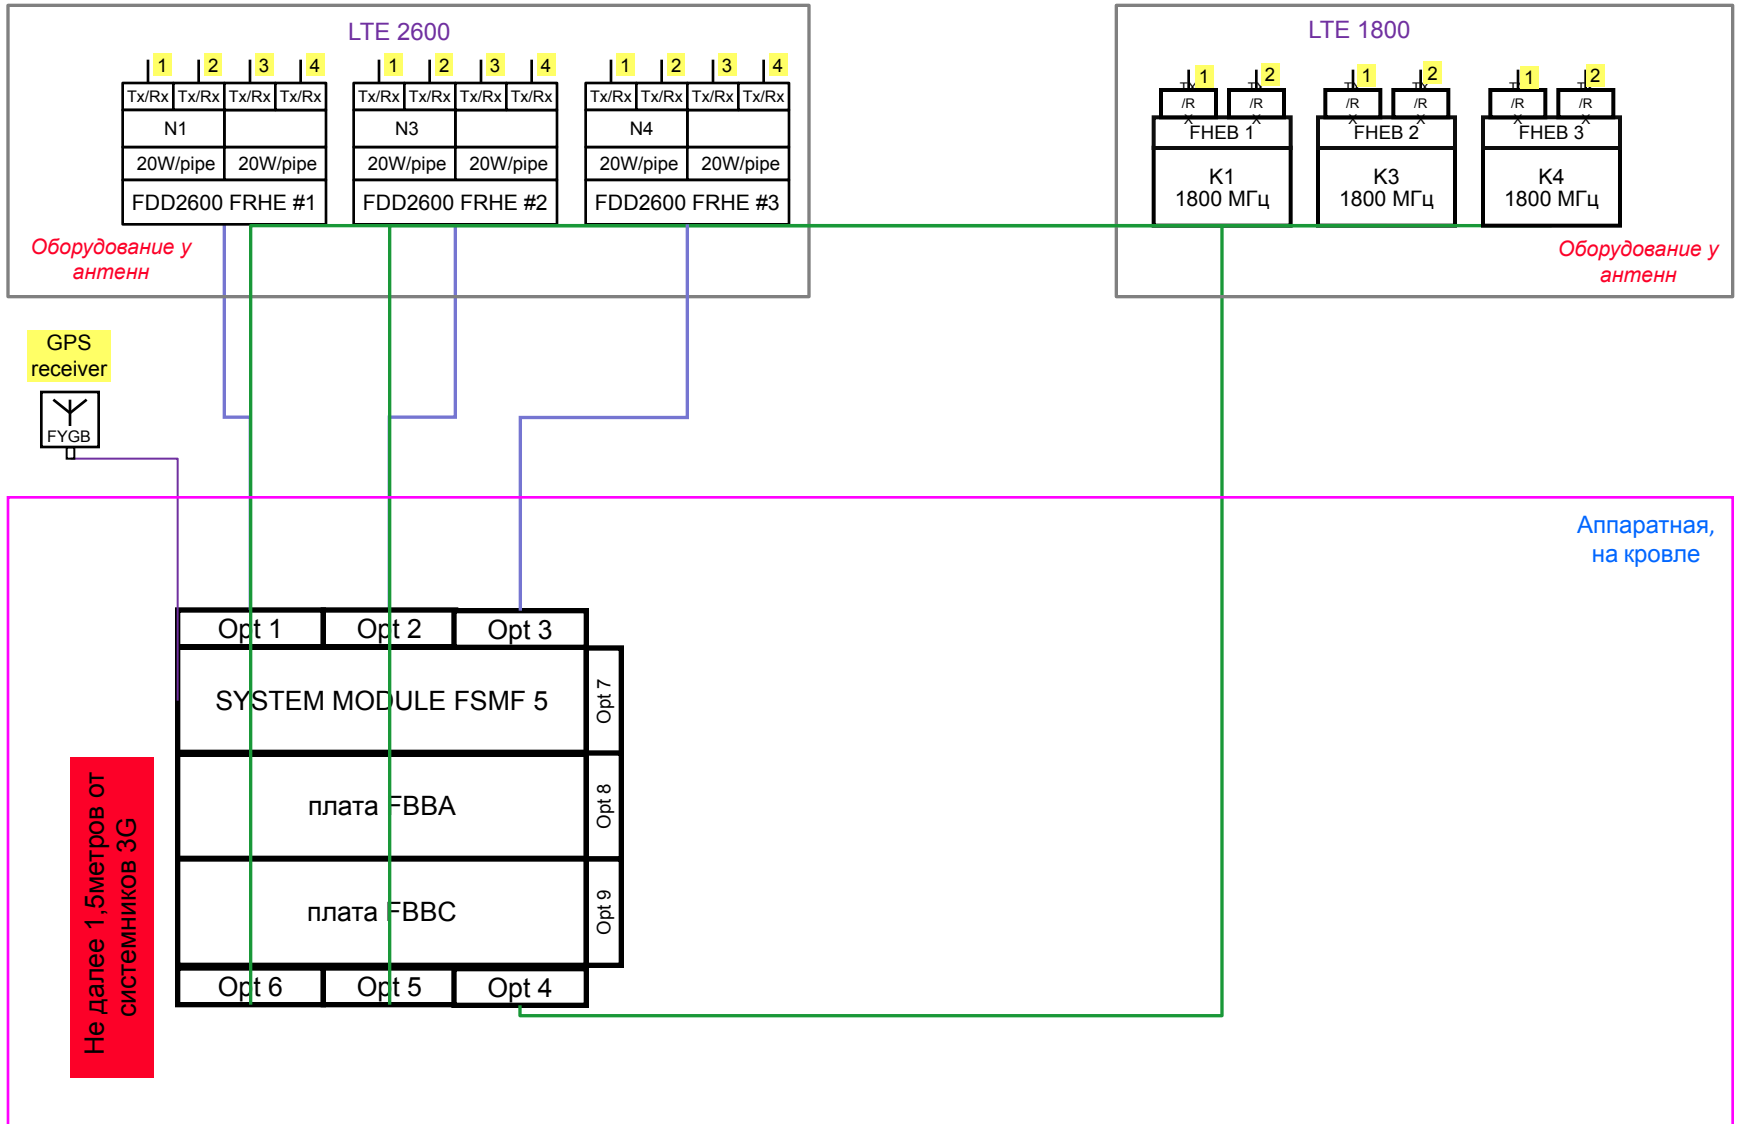 LTE 2600
1 2 3 4
Tx/Rx Tx/Rx Tx/Rx Tx/Rx
N1
20W/pipe 20W/pipe
FDD2600 FRHE #1
1 2 3 4
Tx/Rx Tx/Rx Tx/Rx Tx/Rx
N3
20W/pipe 20W/pipe
FDD2600 FRHE #2
1 2 3 4
Tx/Rx Tx/Rx Tx/Rx Tx/Rx
N4
20W/pipe 20W/pipe
FDD2600 FRHE #3
Оборудование у
антенн
LTE 1800
1 2
Tx Tx
/R /R
X X
FHEB 1
K1
1800 МГц
1 2
Tx Tx
/R /R
X X
FHEB 2
K3
1800 МГц
1 2
Tx Tx
/R /R
X X
FHEB 3
K4
1800 МГц
Оборудование у
антенн
GPS
receiver
FYGB
Аппаратная,
на кровле
Opt 1 Opt 2 Opt 3
SYSTEM MODULE FSMF 5
Opt 7
плата FBBA
Opt 8
плата FBBC
Opt 9
Opt 6 Opt 5 Opt 4
Не далее 1,5метров от
системников 3G